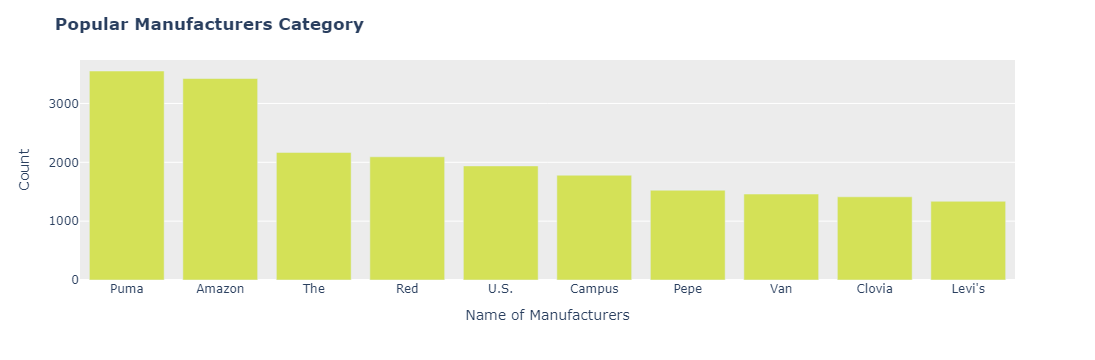 Popular Manufacturers Category
Count
3000
2000
1000
0
Puma Amazon The Red U.S. Campus Pepe Van Clovia Levi's
Name of Manufacturers